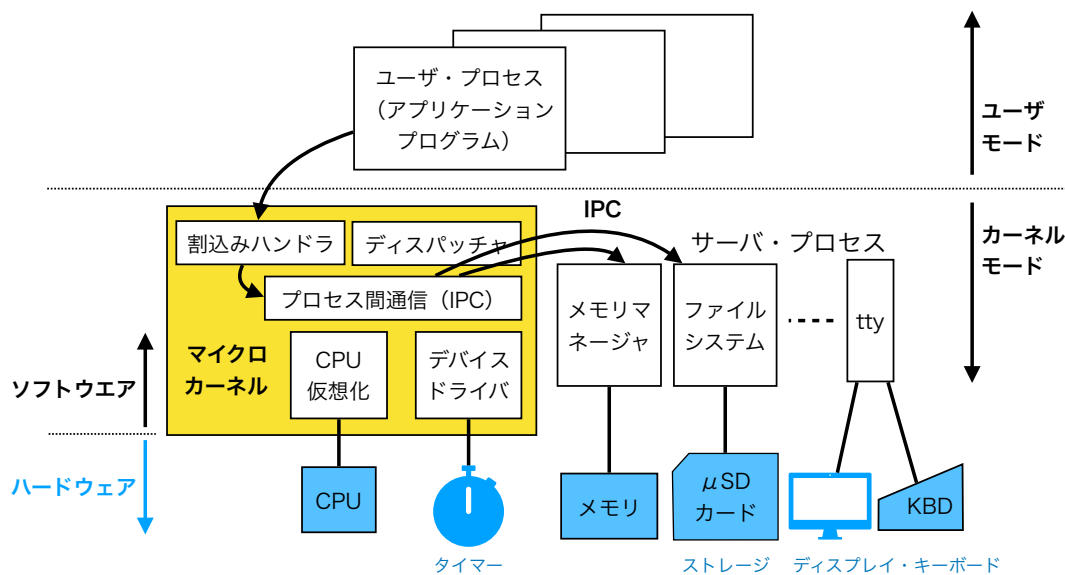 ユーザ・プロセス
（アプリケーション
プログラム）
ユーザ
モード
IPC
カーネル
モード
サーバ・プロセス
割込みハンドラ
ディスパッチャ
プロセス間通信（IPC）
マイクロ
カーネル
CPU
仮想化
デバイス
ドライバ
メモリマ
ネージャ
ファイル
システム
tty
ソフトウエア
ハードウェア
CPU
タイマー
メモリ
μSD
カード
ストレージ
KBD
ディスプレイ・キーボード